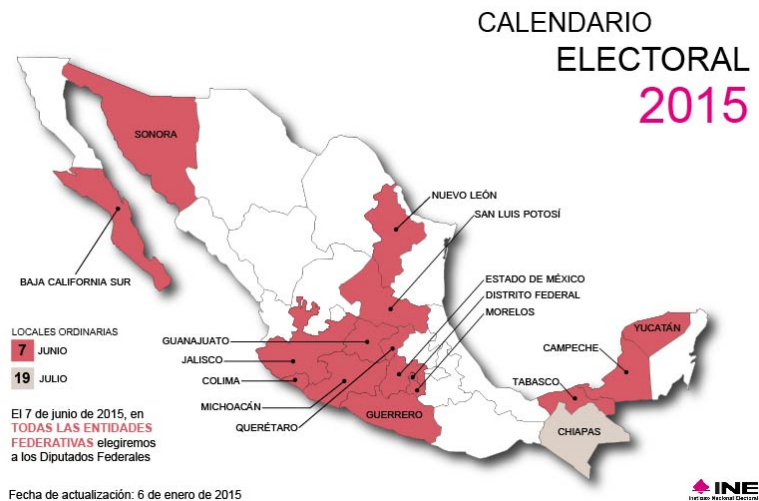 CALENDARIO
ELECTORAL
2015
SONORA
NUEVO LEÓN
SAN LUIS POTOSÍ
BAJA CALIFORNIA SUR
ESTADO DE MÉXICO
DISTRITO FEDERAL
MORELOS
LOCALES ORDINARIAS
7 JUNIO
19 JULIO
GUANAJUATO
JALISCO
COLIMA
MICHOACÁN
QUERÉTARO
GUERRERO
YUCATÁN
CAMPECHE
TABASCO
CHIAPAS
El 7 de junio de 2015, en
TODAS LAS ENTIDADES
FEDERATIVAS elegiremos
a los Diputados Federales
Fecha de actualización: 6 de enero de 2015
INE
Instituto Nacional Electoral